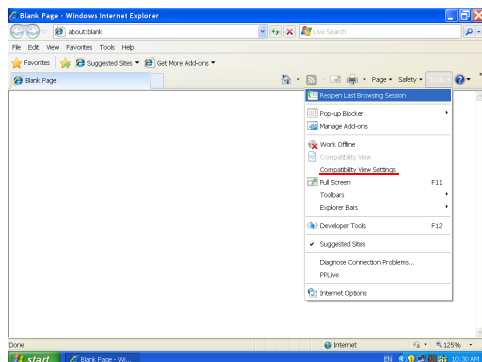 Blank Page - Windows Internet Explorer
about:blank
Live Search
File Edit View Favorites Tools Help
Favorites Suggested Sites Get More Add-ons
Blank Page
Page Safety
Reopen Last Browsing Session
Pop-up Blocker
Manage Add-ons
Work Offline
Compatibility View
Compatibility View Settings
Full Screen F11
Toolbars
Explorer Bars
Developer Tools F12
Suggested Sites
Diagnose Connection Problems...
PPLive
Internet Options
Done Internet 125%
start Blank Page - Wi... EN 10:30 AM